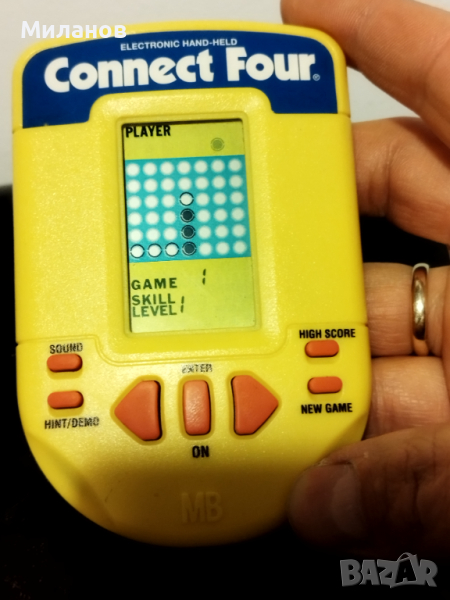 Миланов
ELECTRONIC HAND-HELD
Connect Four®
PLAYER
GAME 1
SKILL
LEVEL 1
SOUND
HIGH SCORE
ENTER
HINT/DEMO
NEW GAME
ON
MB
BAZAR